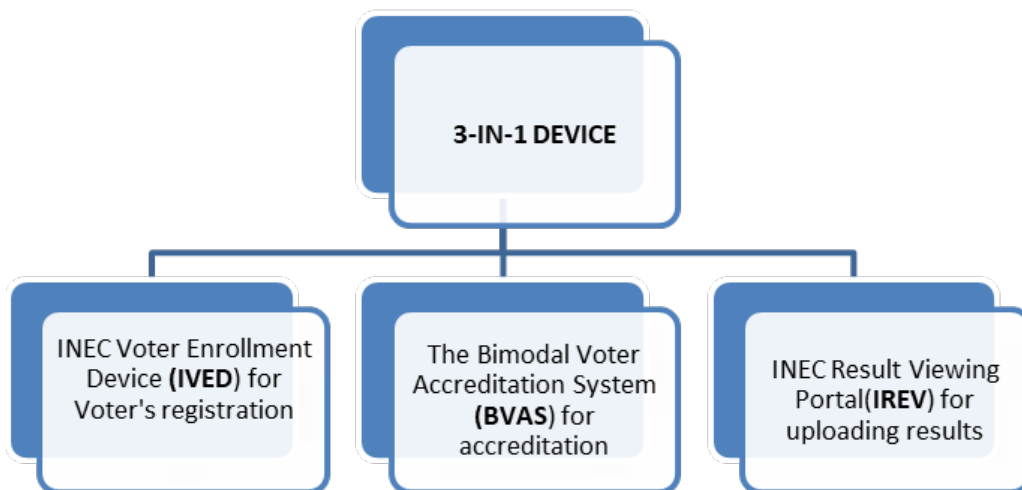 3-IN-1 DEVICE
INEC Voter Enrollment
Device (IVED) for
Voter's registration
The Bimodal Voter
Accreditation System
(BVAS) for
accreditation
INEC Result Viewing
Portal(IREV) for
uploading results